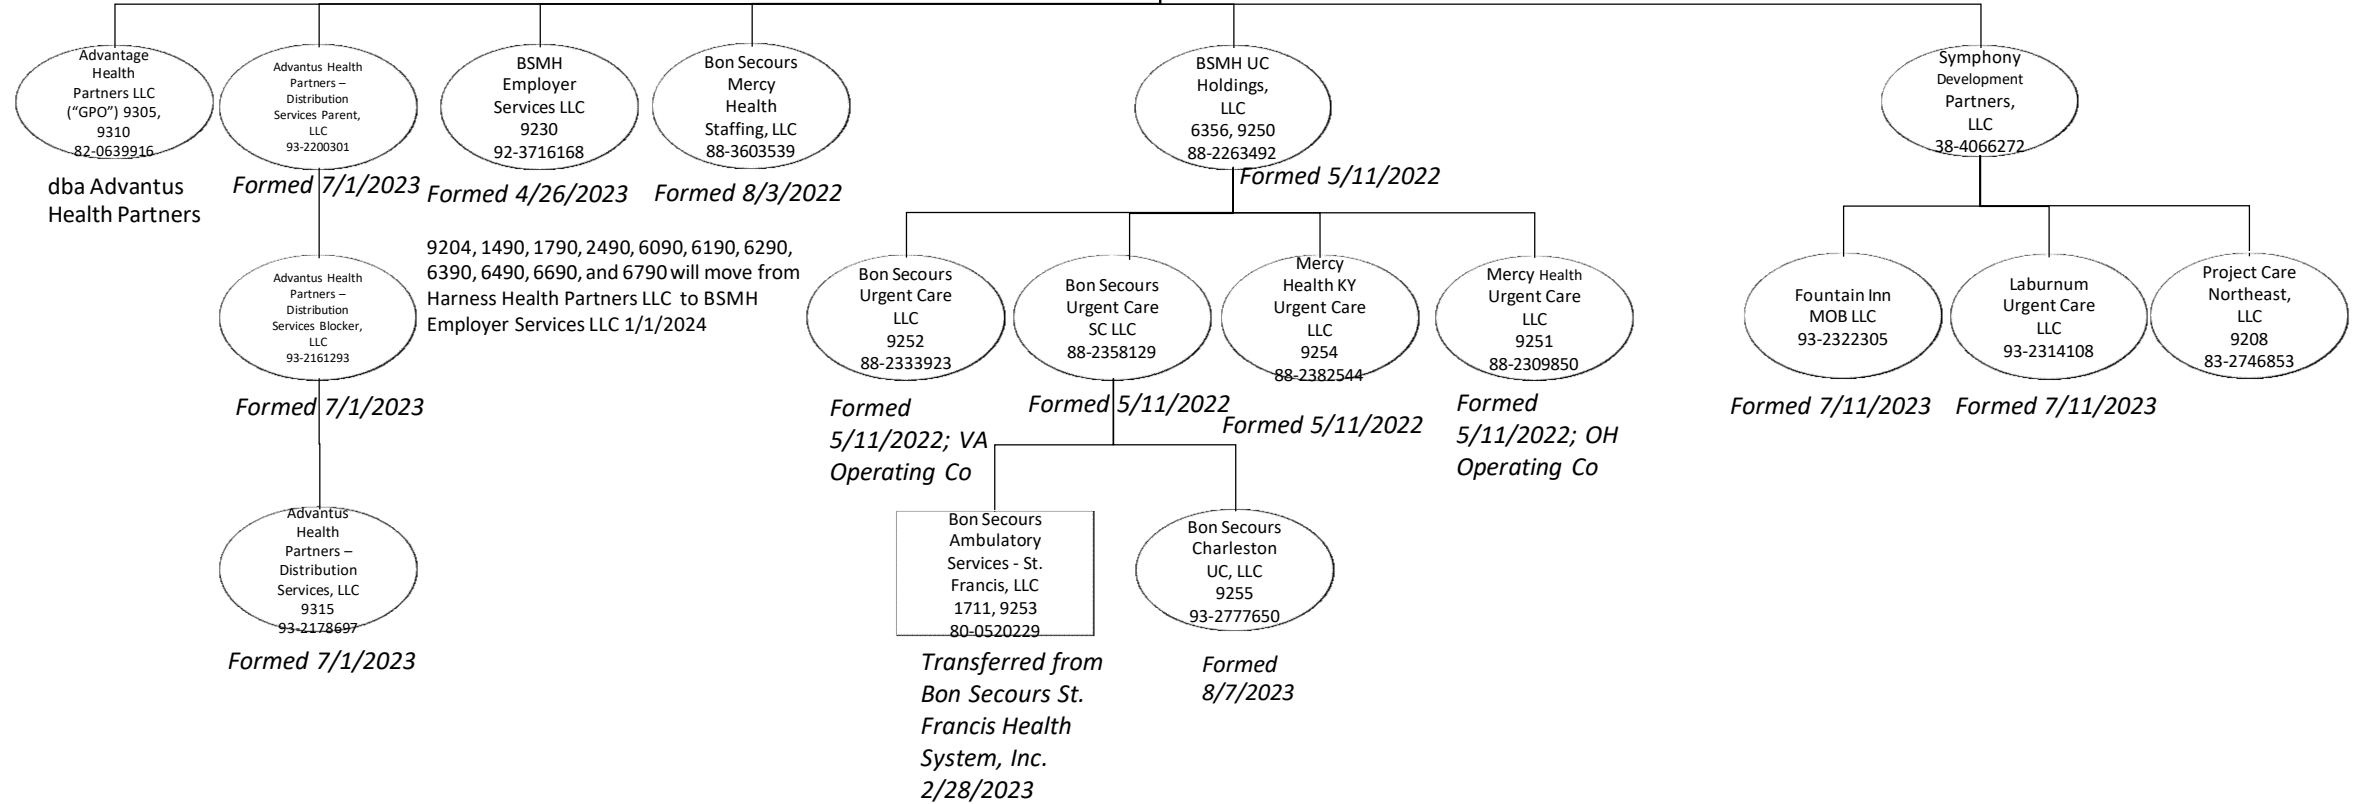 Advantage
Health
Partners LLC
(“GPO”) 9305,
9310
82-0639916
dba Advantus
Health Partners
Advantus Health
Partners –
Distribution
Services Parent,
LLC
93-2200301
Formed 7/1/2023
BSMH
Employer
Services LLC
9230
92-3716168
Formed 4/26/2023
Bon Secours
Mercy
Health
Staffing, LLC
88-3603539
Formed 8/3/2022
BSMH UC
Holdings,
LLC
6356, 9250
88-2263492
Formed 5/11/2022
Symphony
Development
Partners,
LLC
38-4066272
9204, 1490, 1790, 2490, 6090, 6190, 6290,
6390, 6490, 6690, and 6790 will move from
Harness Health Partners LLC to BSMH
Employer Services LLC 1/1/2024
Advantus Health
Partners –
Distribution
Services Blocker,
LLC
93-2161293
Formed 7/1/2023
Bon Secours
Urgent Care
LLC
9252
88-2333923
Formed
5/11/2022; VA
Operating Co
Bon Secours
Urgent Care
SC LLC
88-2358129
Formed 5/11/2022
Mercy
Health KY
Urgent Care
LLC
9254
88-2382544
Formed 5/11/2022
Mercy Health
Urgent Care
LLC
9251
88-2309850
Formed
5/11/2022; OH
Operating Co
Fountain Inn
MOB LLC
93-2322305
Formed 7/11/2023
Laburnum
Urgent Care
LLC
93-2314108
Formed 7/11/2023
Project Care
Northeast,
LLC
9208
83-2746853
Advantus
Health
Partners –
Distribution
Services, LLC
9315
93-2178697
Formed 7/1/2023
Bon Secours
Ambulatory
Services - St.
Francis, LLC
1711, 9253
80-0520229
Transferred from
Bon Secours St.
Francis Health
System, Inc.
2/28/2023
Bon Secours
Charleston
UC, LLC
9255
93-2777650
Formed
8/7/2023